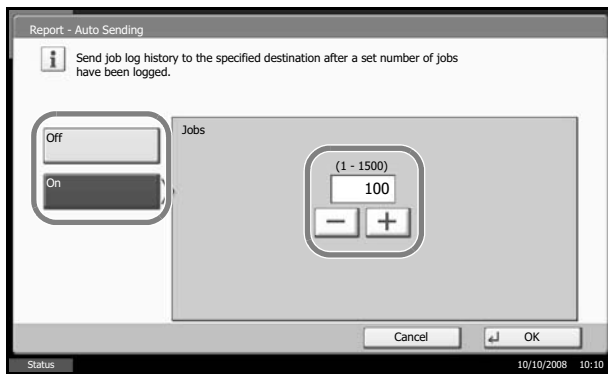 Report - Auto Sending
Send job log history to the specified destination after a set number of jobs
have been logged.
Off
On
Jobs
(1 - 1500)
100
Cancel
OK
Status
10/10/2008 10:10